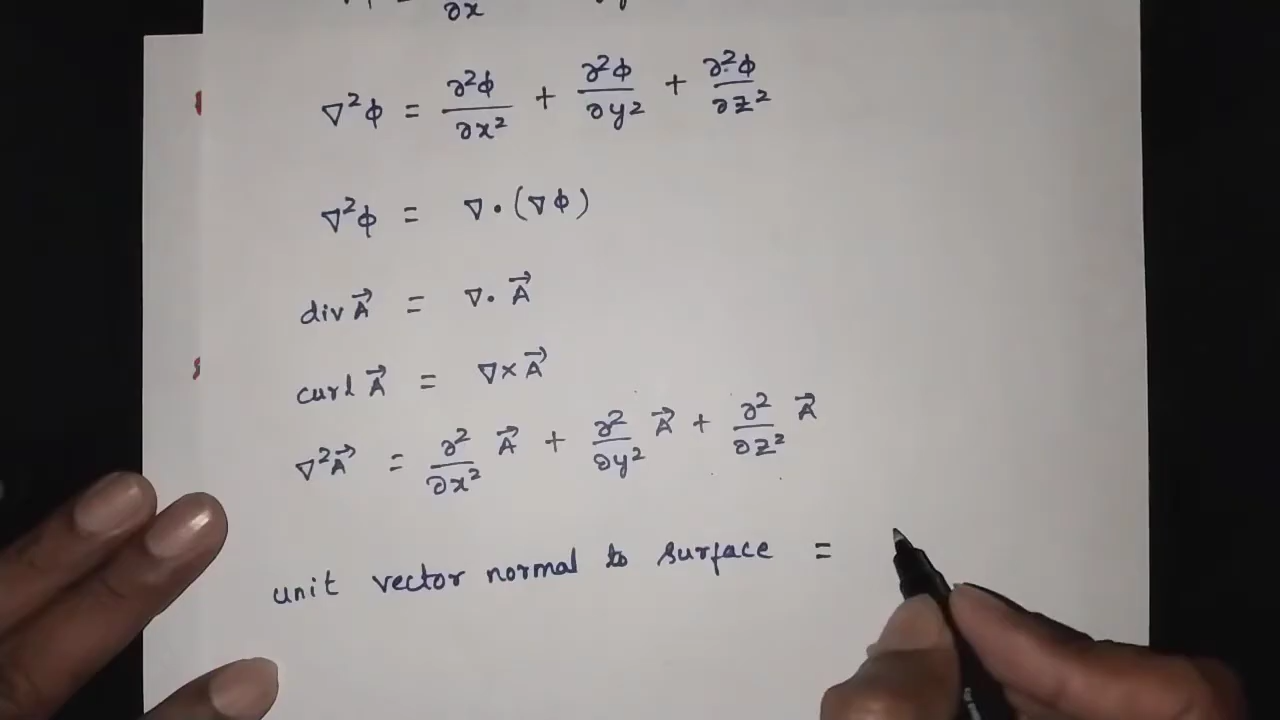 ∂x
∇²φ = ∂²φ/∂x² + ∂²φ/∂y² + ∂²φ/∂z²
∇²φ = ∇·(∇φ)
div A⃗ = ∇·A⃗
curl A⃗ = ∇×A⃗
∇²A⃗ = ∂²/∂x² A⃗ + ∂²/∂y² A⃗ + ∂²/∂z² A⃗
unit vector normal to surface =